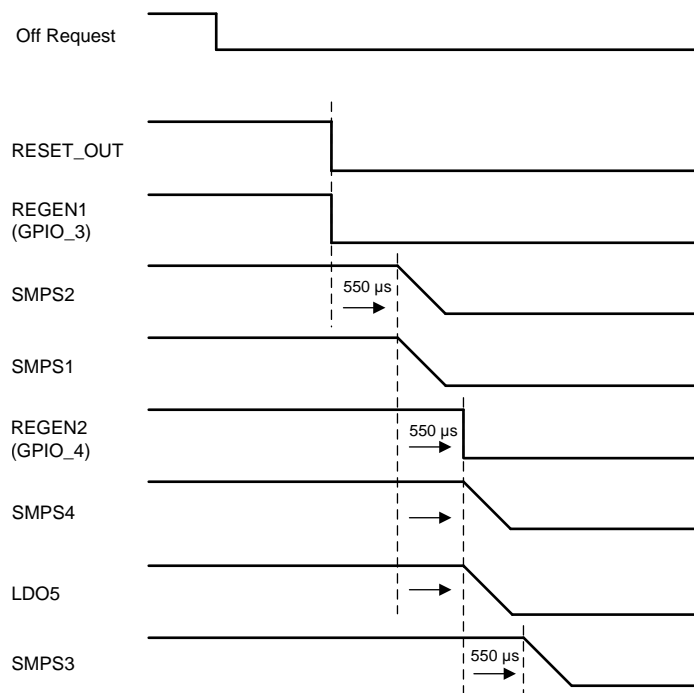 Off Request
RESET_OUT
REGEN1
(GPIO_3)
550 µs
SMPS2
SMPS1
REGEN2
(GPIO_4)
550 µs
SMPS4
LDO5
SMPS3
550 µs